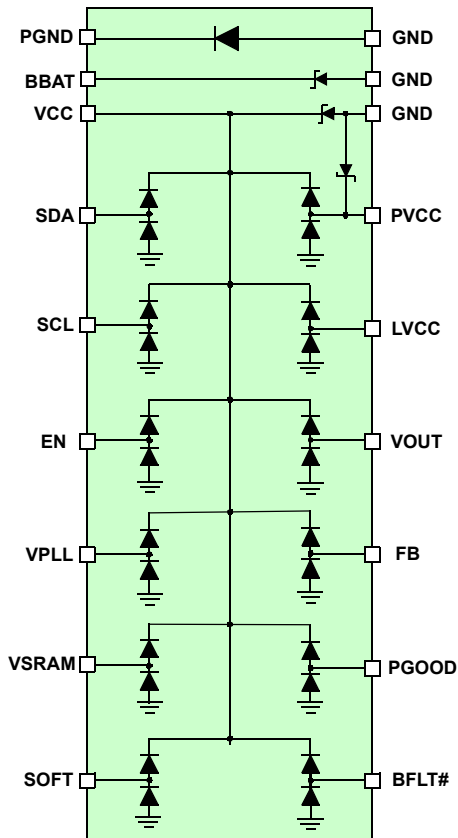 PGND GND
BBAT GND
VCC GND
SDA PVCC
SCL LVCC
EN VOUT
VPLL FB
VSRAM PGOOD
SOFT BFLT#